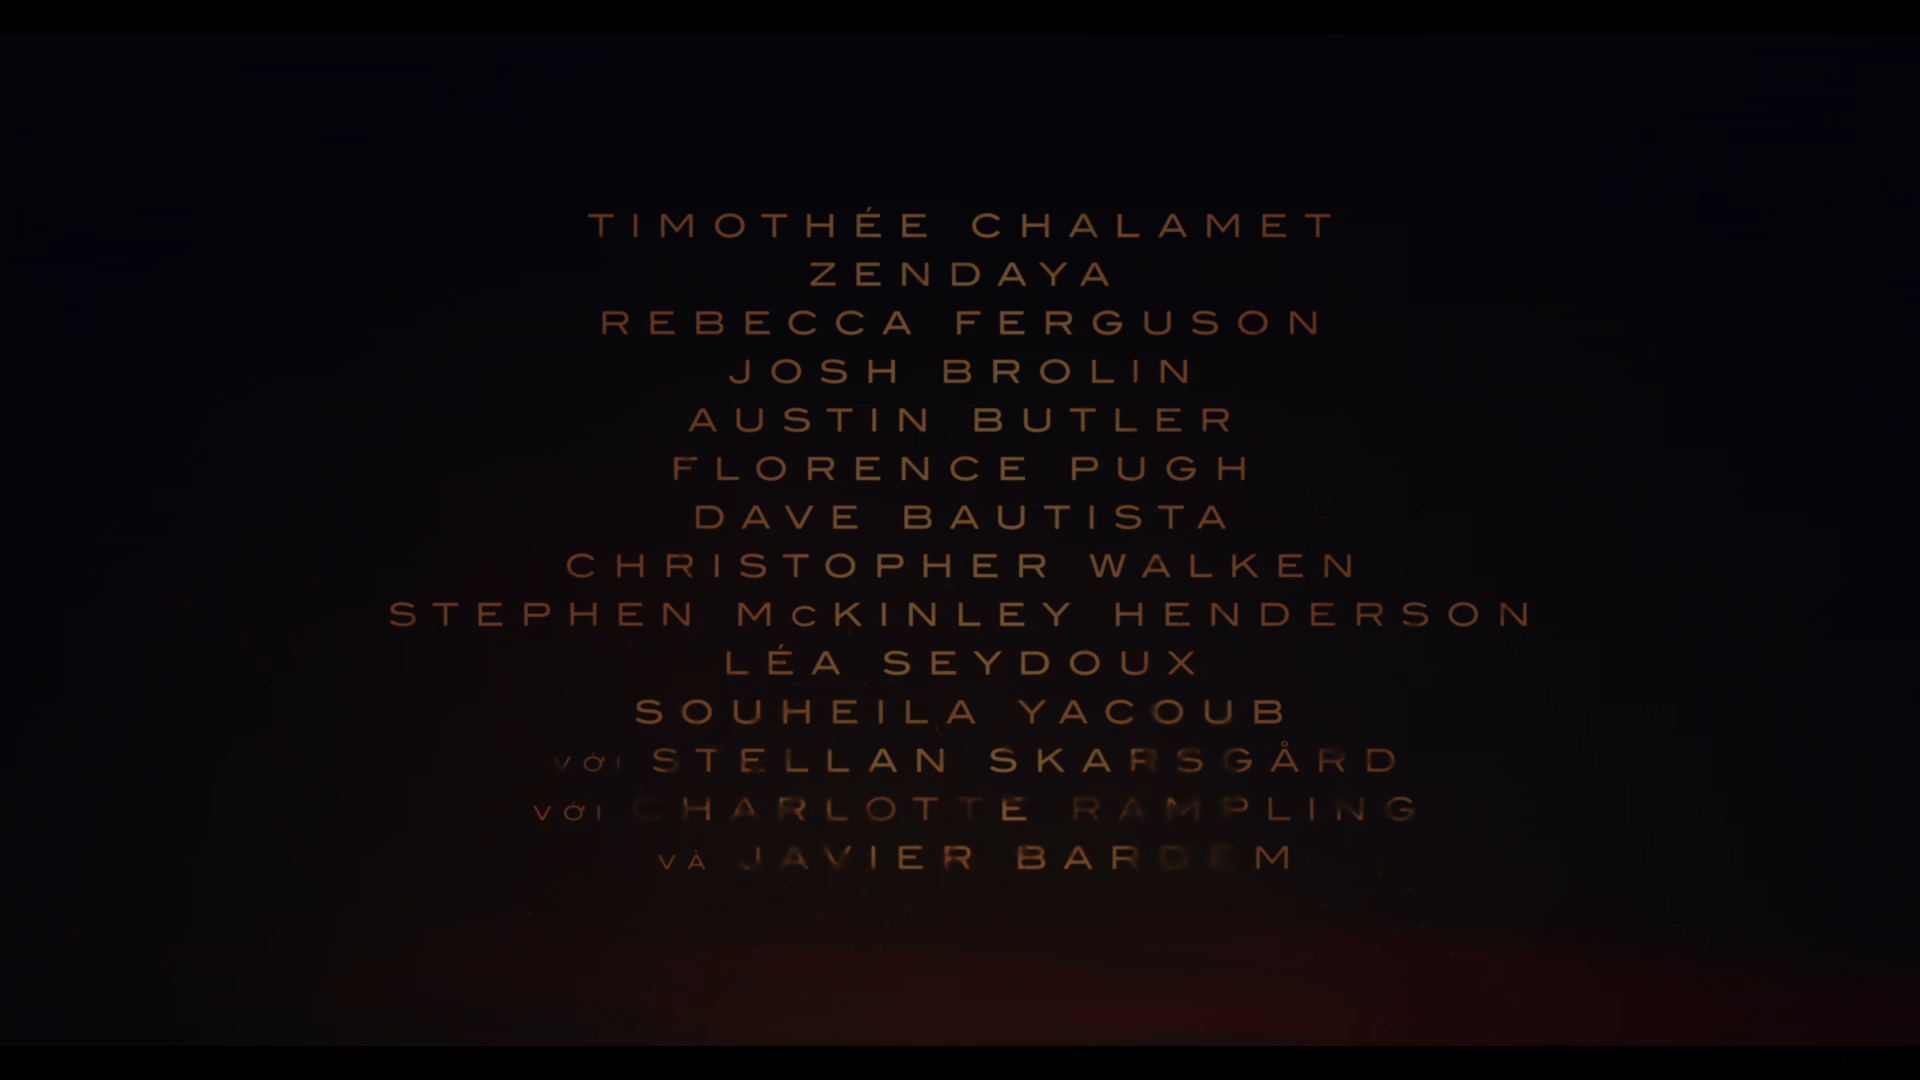 TIMOTHÉE CHALAMET
ZENDAYA
REBECCA FERGUSON
JOSH BROLIN
AUSTIN BUTLER
FLORENCE PUGH
DAVE BAUTISTA
CHRISTOPHER WALKEN
STEPHEN McKINLEY HENDERSON
LÉA SEYDOUX
SOUHEILA YACOUB
VỚI STELLAN SKARSGÅRD
VỚI CHARLOTTE RAMPLING
VÀ JAVIER BARDEM